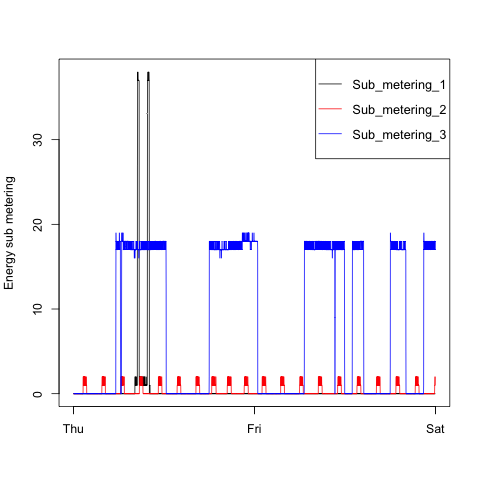 Sub_metering_1
Sub_metering_2
Sub_metering_3
Energy sub metering
30
20
10
0
Thu Fri Sat